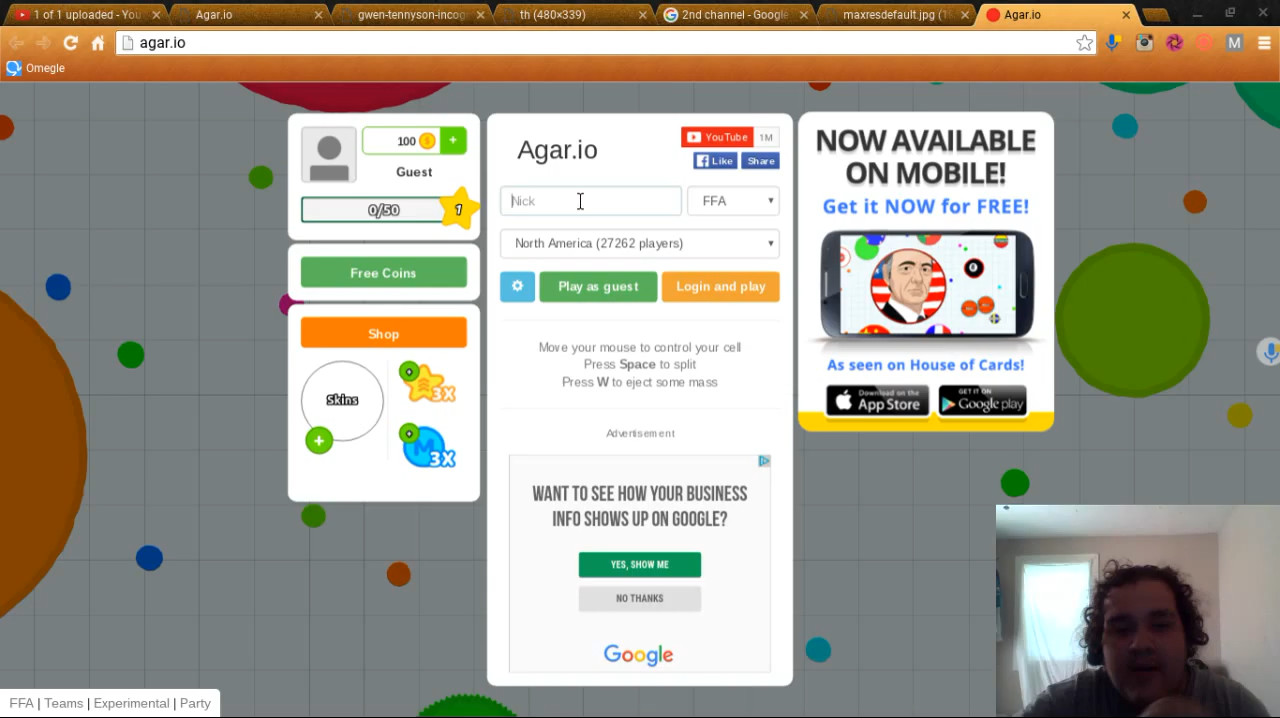 1 of 1 uploaded - You
Agar.io
gwen-tennyson-incog
th (480×339)
2nd channel - Google
maxresdefault.jpg (1
Agar.io
agar.io
M
Omegle
100
+
Guest
0/50
1
Free Coins
Shop
Skins
+
3X
M
3X
Agar.io
YouTube
1M
Like
Share
Nick
FFA
North America (27262 players)
Play as guest
Login and play
Move your mouse to control your cell
Press Space to split
Press W to eject some mass
Advertisement
WANT TO SEE HOW YOUR BUSINESS
INFO SHOWS UP ON GOOGLE?
YES, SHOW ME
NO THANKS
Google
NOW AVAILABLE
ON MOBILE!
Get it NOW for FREE!
8
As seen on House of Cards!
Download on the
App Store
GET IT ON
Google play
FFA | Teams | Experimental | Party